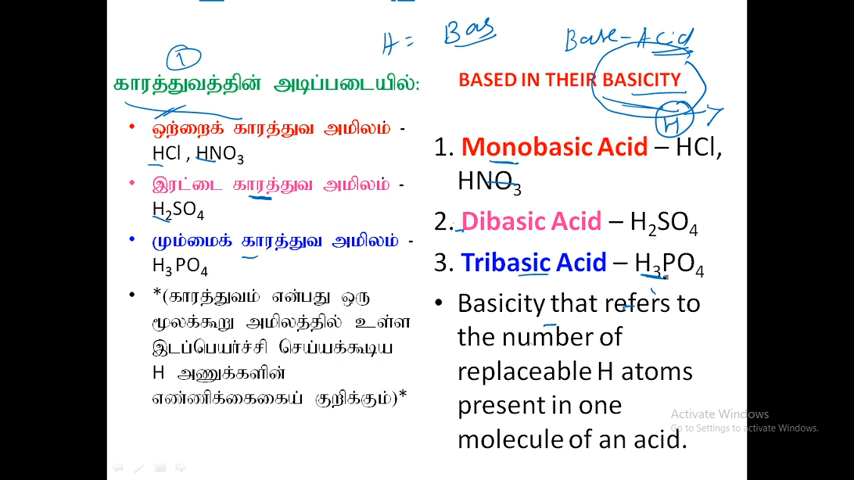 H = Bas
Base-Acid
1
காரத்துவத்தின் அடிப்படையில்:
• ஒற்றைக் காரத்துவ அமிலம் -
HCl , HNO3
• இரட்டை காரத்துவ அமிலம் -
H2SO4
• மும்மைக் காரத்துவ அமிலம் -
H3PO4
• *(காரத்துவம் என்பது ஒரு
மூலக்கூறு அமிலத்தில் உள்ள
இடப்பெயர்ச்சி செய்யக்கூடிய
H அணுக்களின்
எண்ணிக்கைகைய் குறிக்கும்)*
BASED IN THEIR BASICITY
H
1. Monobasic Acid – HCl,
HNO3
2. Dibasic Acid – H2SO4
3. Tribasic Acid – H3PO4
• Basicity that refers to
the number of
replaceable H atoms
present in one
molecule of an acid.
Activate Windows
Go to Settings to activate Windows.